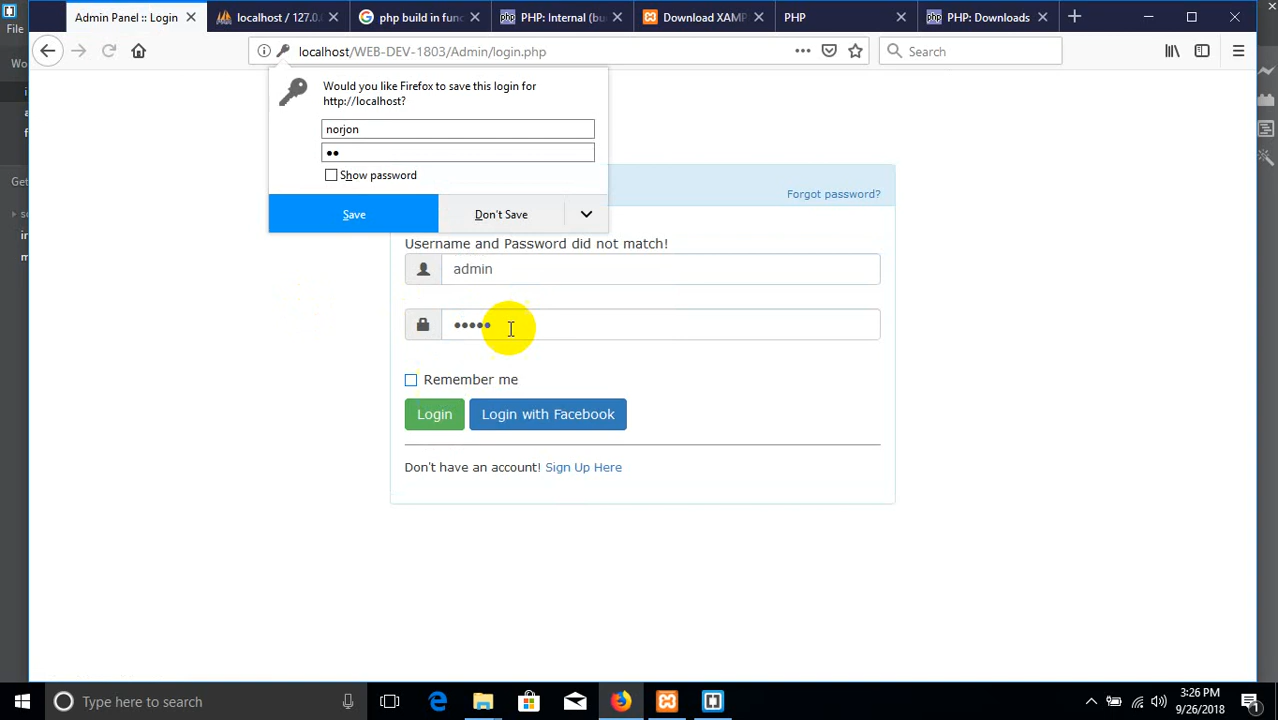 Admin Panel :: Login
localhost / 127.0.
php build in func
PHP: Internal (bu
Download XAMP
PHP
PHP: Downloads
File
localhost/WEB-DEV-1803/Admin/login.php
Search
Wo
Would you like Firefox to save this login for
http://localhost?
norjon
Show password
Get
Save
Don't Save
Forgot password?
Username and Password did not match!
admin
Remember me
Login
Login with Facebook
Don't have an account! Sign Up Here
Type here to search
3:26 PM
9/26/2018